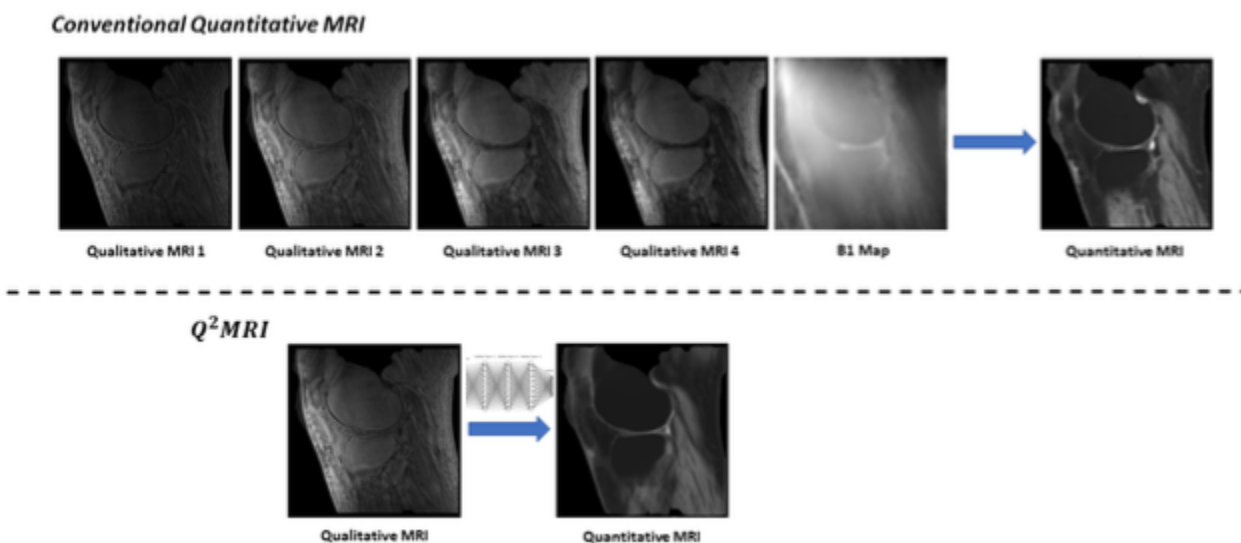 Conventional Quantitative MRI
Qualitative MRI 1 Qualitative MRI 2 Qualitative MRI 3 Qualitative MRI 4 B1 Map Quantitative MRI
Q²MRI
Qualitative MRI Quantitative MRI